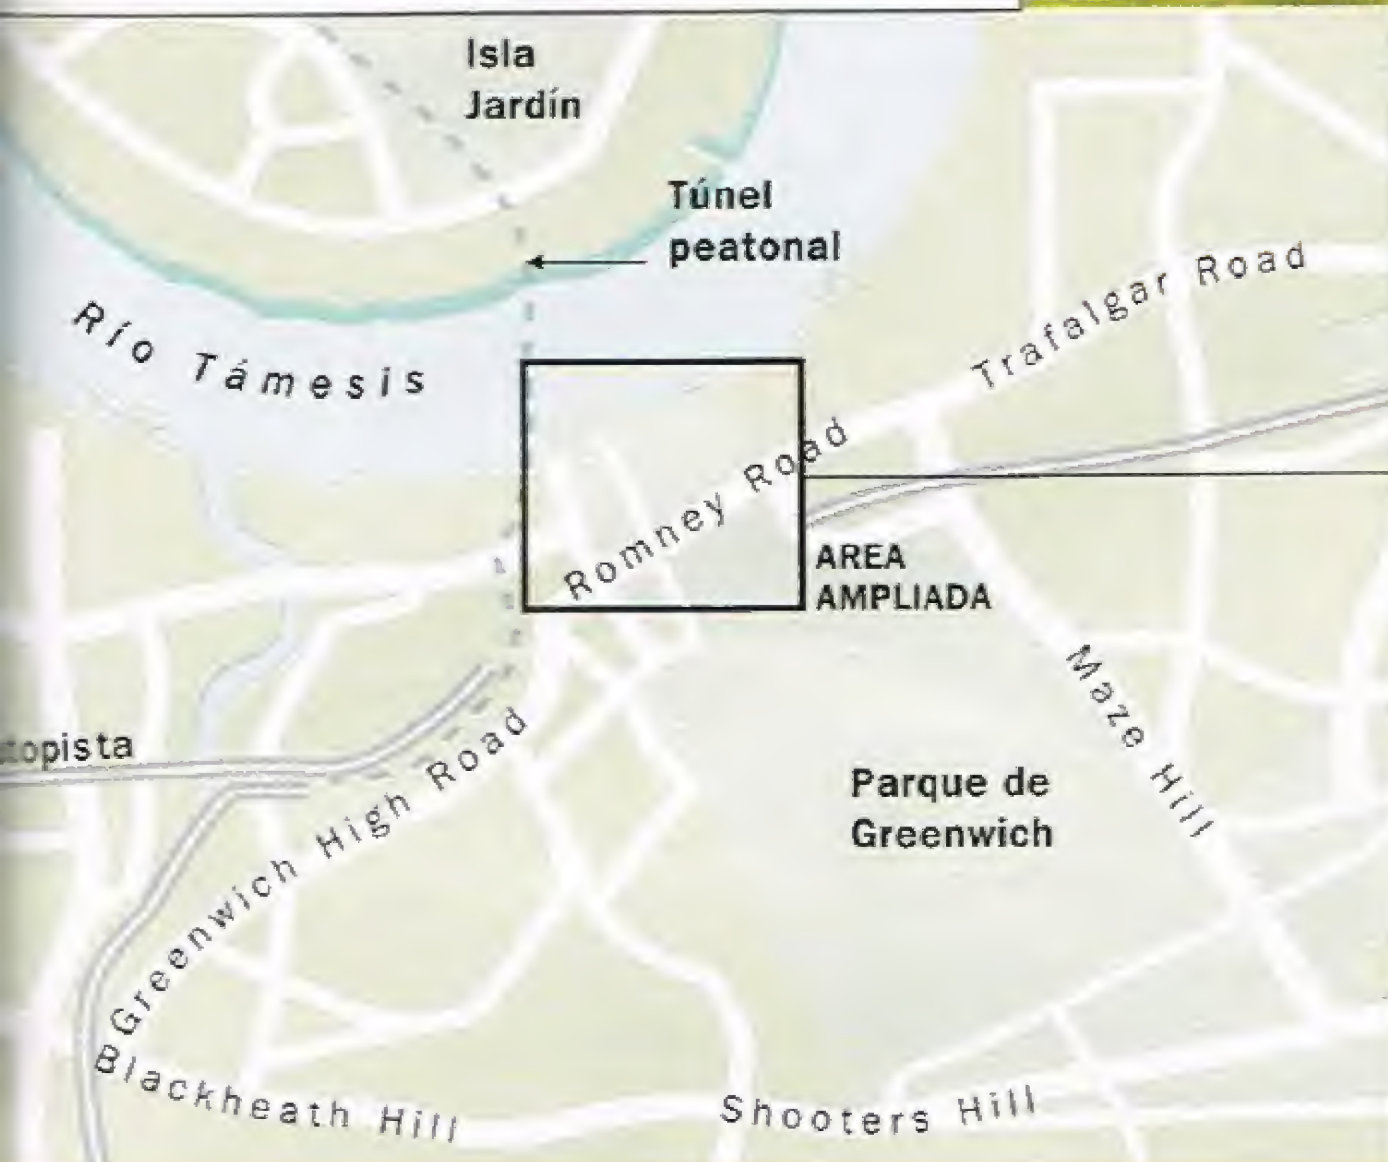 Isla
Jardín
Túnel
peatonal
Río Támesis
Trafalgar Road
Romney Road
AREA
AMPLIADA
Maze Hill
Parque de
Greenwich
Greenwich High Road
Blackheath Hill
Shooters Hill